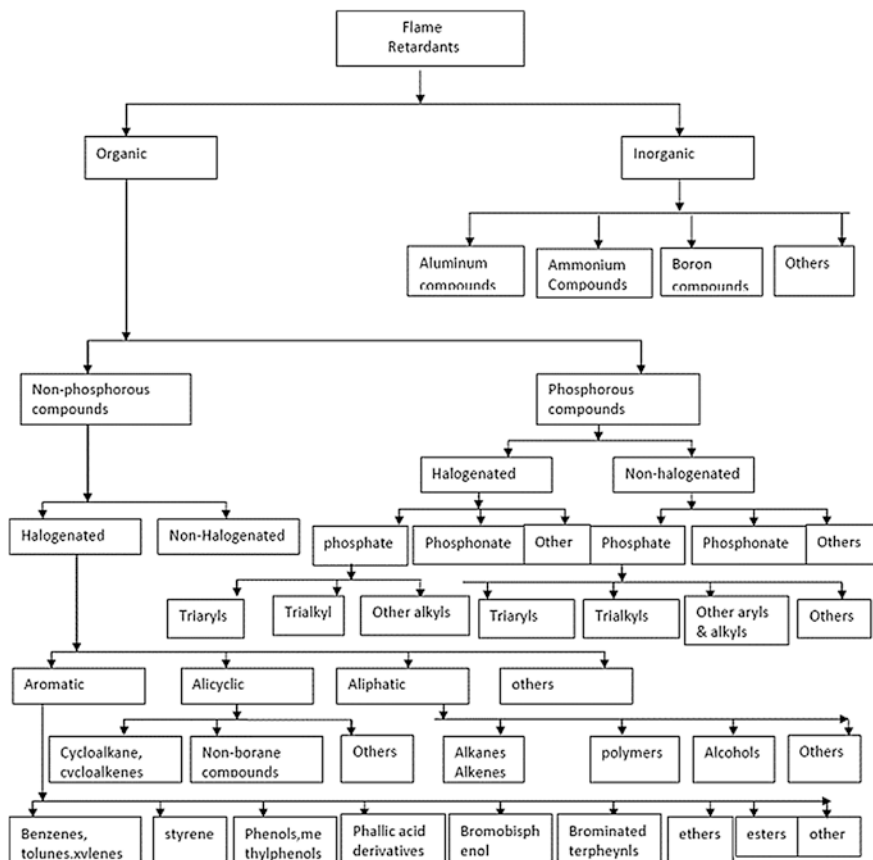 Flame
Retardants
Organic
Inorganic
Aluminum
compounds
Ammonium
Compounds
Boron
compounds
Others
Non-phosphorous
compounds
Phosphorous
compounds
Halogenated
Non-halogenated
Halogenated
Non-Halogenated
phosphate
Phosphonate
Other
Phosphate
Phosphonate
Others
Triaryls
Trialkyl
Other alkyls
Triaryls
Trialkyls
Other aryls
& alkyls
Others
Aromatic
Alicyclic
Aliphatic
others
Cycloalkane,
cycloalkenes
Non-borane
compounds
Others
Alkanes
Alkenes
polymers
Alcohols
Others
Benzenes,
tolunes.xylenes
styrene
Phenols,me
thylphenols
Phallic acid
derivatives
Bromobisph
enol
Brominated
terpheynls
ethers
esters
other